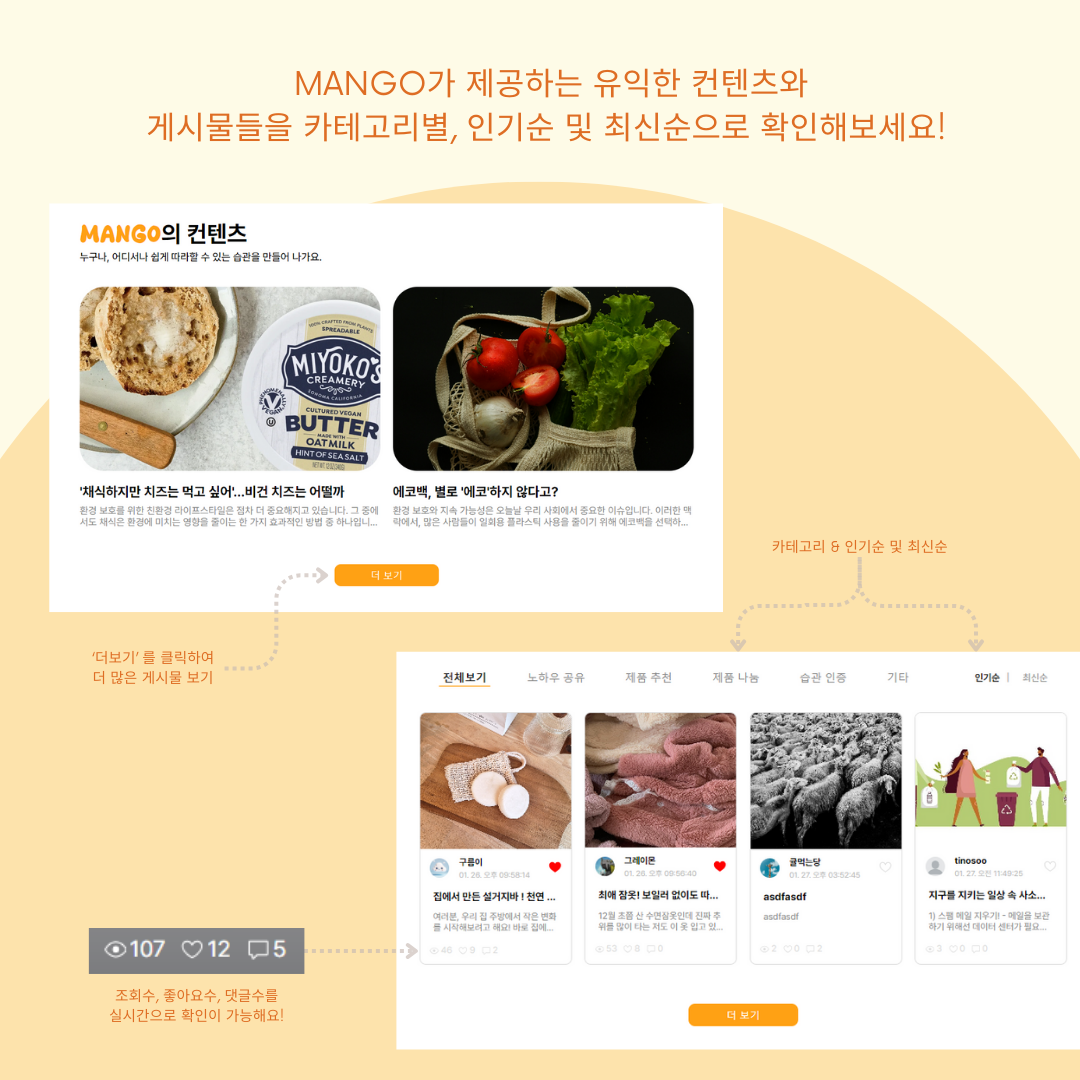 MANGO가 제공하는 유익한 컨텐츠와
게시물들을 카테고리별, 인기순 및 최신순으로 확인해보세요!
MANGO의 컨텐츠
누구나, 어디서나 쉽게 따라할 수 있는 습관을 만들어 나가요.
100% CRAFTED FROM PLANTS
SPREADABLE
MIYOKO'S
CREAMERY
SONOMA CALIFORNIA
PHENOMENALLY VEGAN
CULTURED VEGAN
BUTTER
MADE WITH
OAT MILK
HINT OF SEA SALT
NET WT 12 OZ (340G)
'채식하지만 치즈는 먹고 싶어'...비건 치즈는 어떨까
환경 보호를 위한 친환경 라이프스타일은 점차 더 중요해지고 있습니다. 그 중에
서도 채식은 환경에 미치는 영향을 줄이는 한 가지 효과적인 방법 중 하나입니...
에코백, 별로 '에코'하지 않다고?
환경 보호와 지속 가능성은 오늘날 우리 사회에서 중요한 이슈입니다. 이러한 맥
락에서, 많은 사람들이 일회용 플라스틱 사용을 줄이기 위해 에코백을 선택하...
더 보기
카테고리 & 인기순 및 최신순
‘더보기’ 를 클릭하여
더 많은 게시물 보기
전체보기 노하우 공유 제품 추천 제품 나눔 습관 인증 기타 인기순 | 최신순
구름이
01. 26. 오후 09:58:14
집에서 만든 설거지바 ! 천연 ...
여러분, 우리 집 주방에서 작은 변화
를 시작해보려고 해요! 바로 집에...
46 9 2
그레이몬
01. 26. 오후 09:56:40
최애 잠옷! 보일러 없이도 따...
12월 초쯤 산 수면잠옷인데 진짜 추
위를 많이 타는 저도 이 옷 입고 있...
53 8 0
귤먹는당
01. 27. 오후 03:52:45
asdfasdf
asdfasdf
2 0 2
tinosoo
01. 27. 오전 11:49:25
지구를 지키는 일상 속 사소...
1) 스팸 메일 지우기! - 메일을 보관
하기 위해선 데이터 센터가 필요...
3 0 0
더 보기
107 12 5
조회수, 좋아요수, 댓글수를
실시간으로 확인이 가능해요!